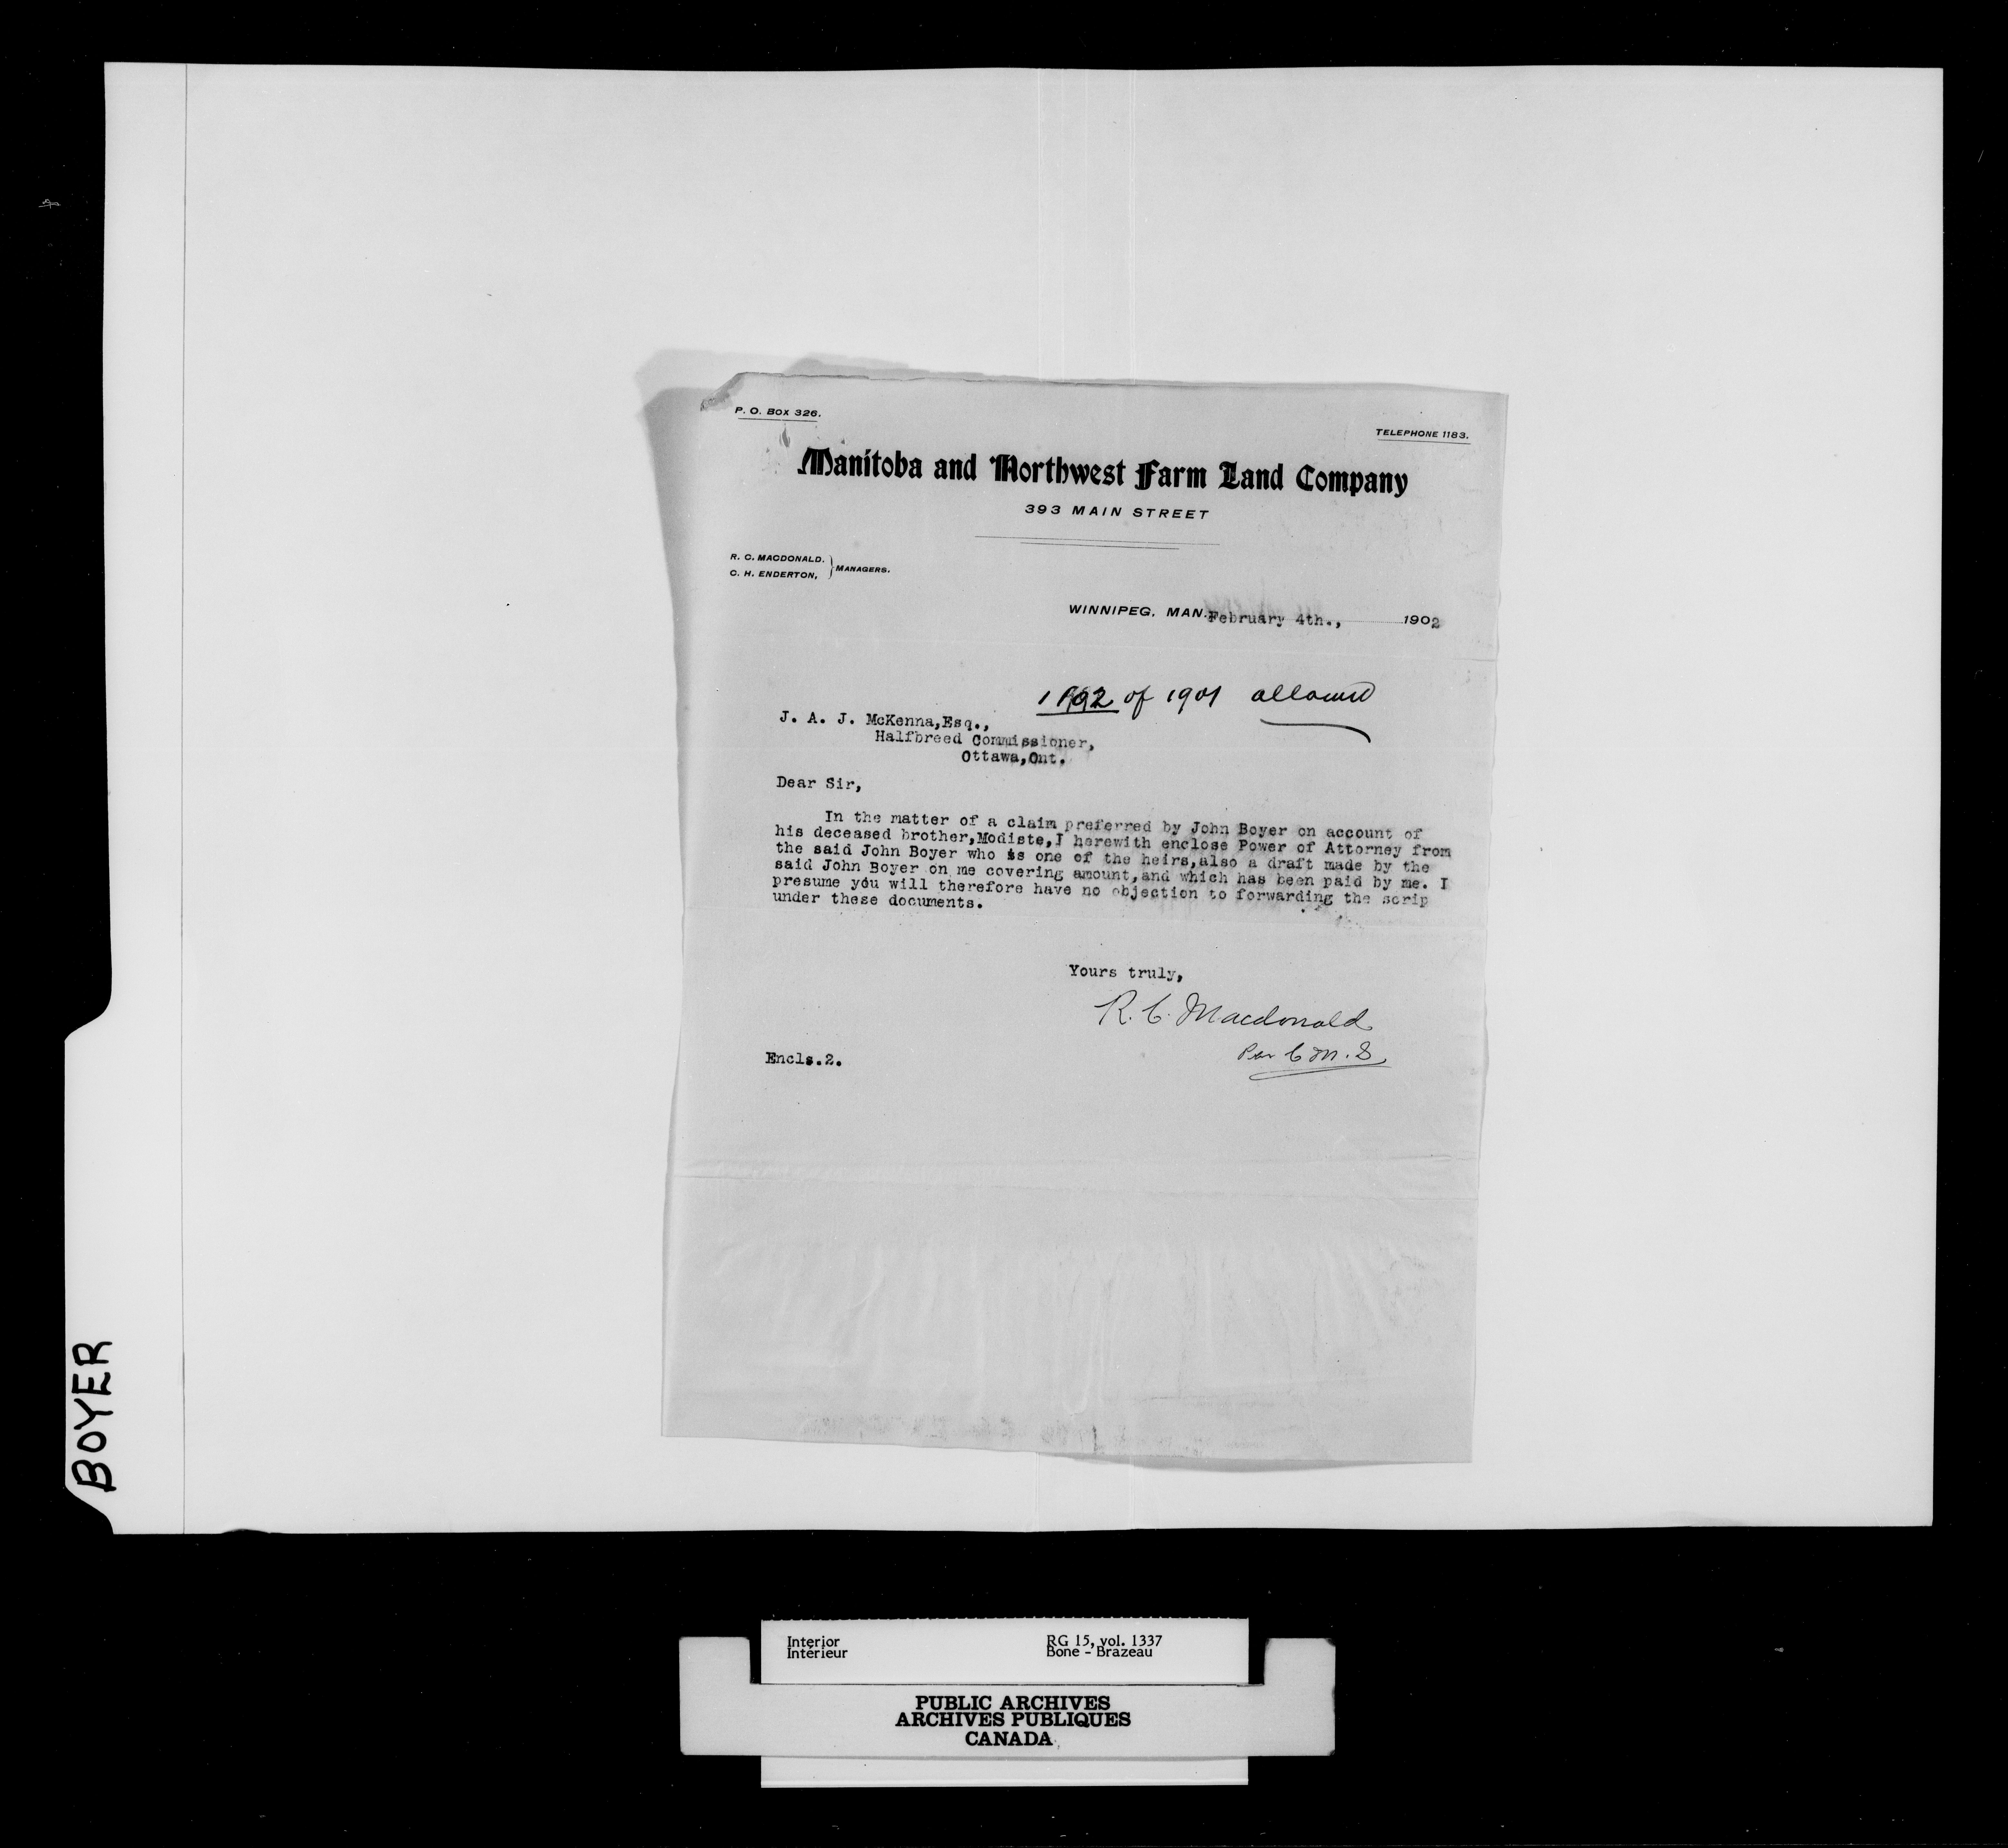 P. O. BOX 326.
TELEPHONE 1183.
Manitoba and Northwest Farm Land Company
393 MAIN STREET
R. C. MACDONALD.
C. H. ENDERTON, } MANAGERS.
WINNIPEG, MAN. February 4th., 1902
of 1901 allowed
J. A. J. McKenna,Esq.,
Halfbreed Commissioner,
Ottawa,Ont.
Dear Sir,
In the matter of a claim preferred by John Boyer on account of
his deceased brother,Modiste,I herewith enclose Power of Attorney from
the said John Boyer who is one of the heirs,also a draft made by the
said John Boyer on me covering amount,and which has been paid by me. I
presume you will therefore have no objection to forwarding the scrip
under these documents.
Yours truly,
R. C. Macdonald
Per C M. S
Encls.2.
BOYER
Interior
Intérieur
RG 15, vol. 1337
Bone - Brazeau
PUBLIC ARCHIVES
ARCHIVES PUBLIQUES
CANADA